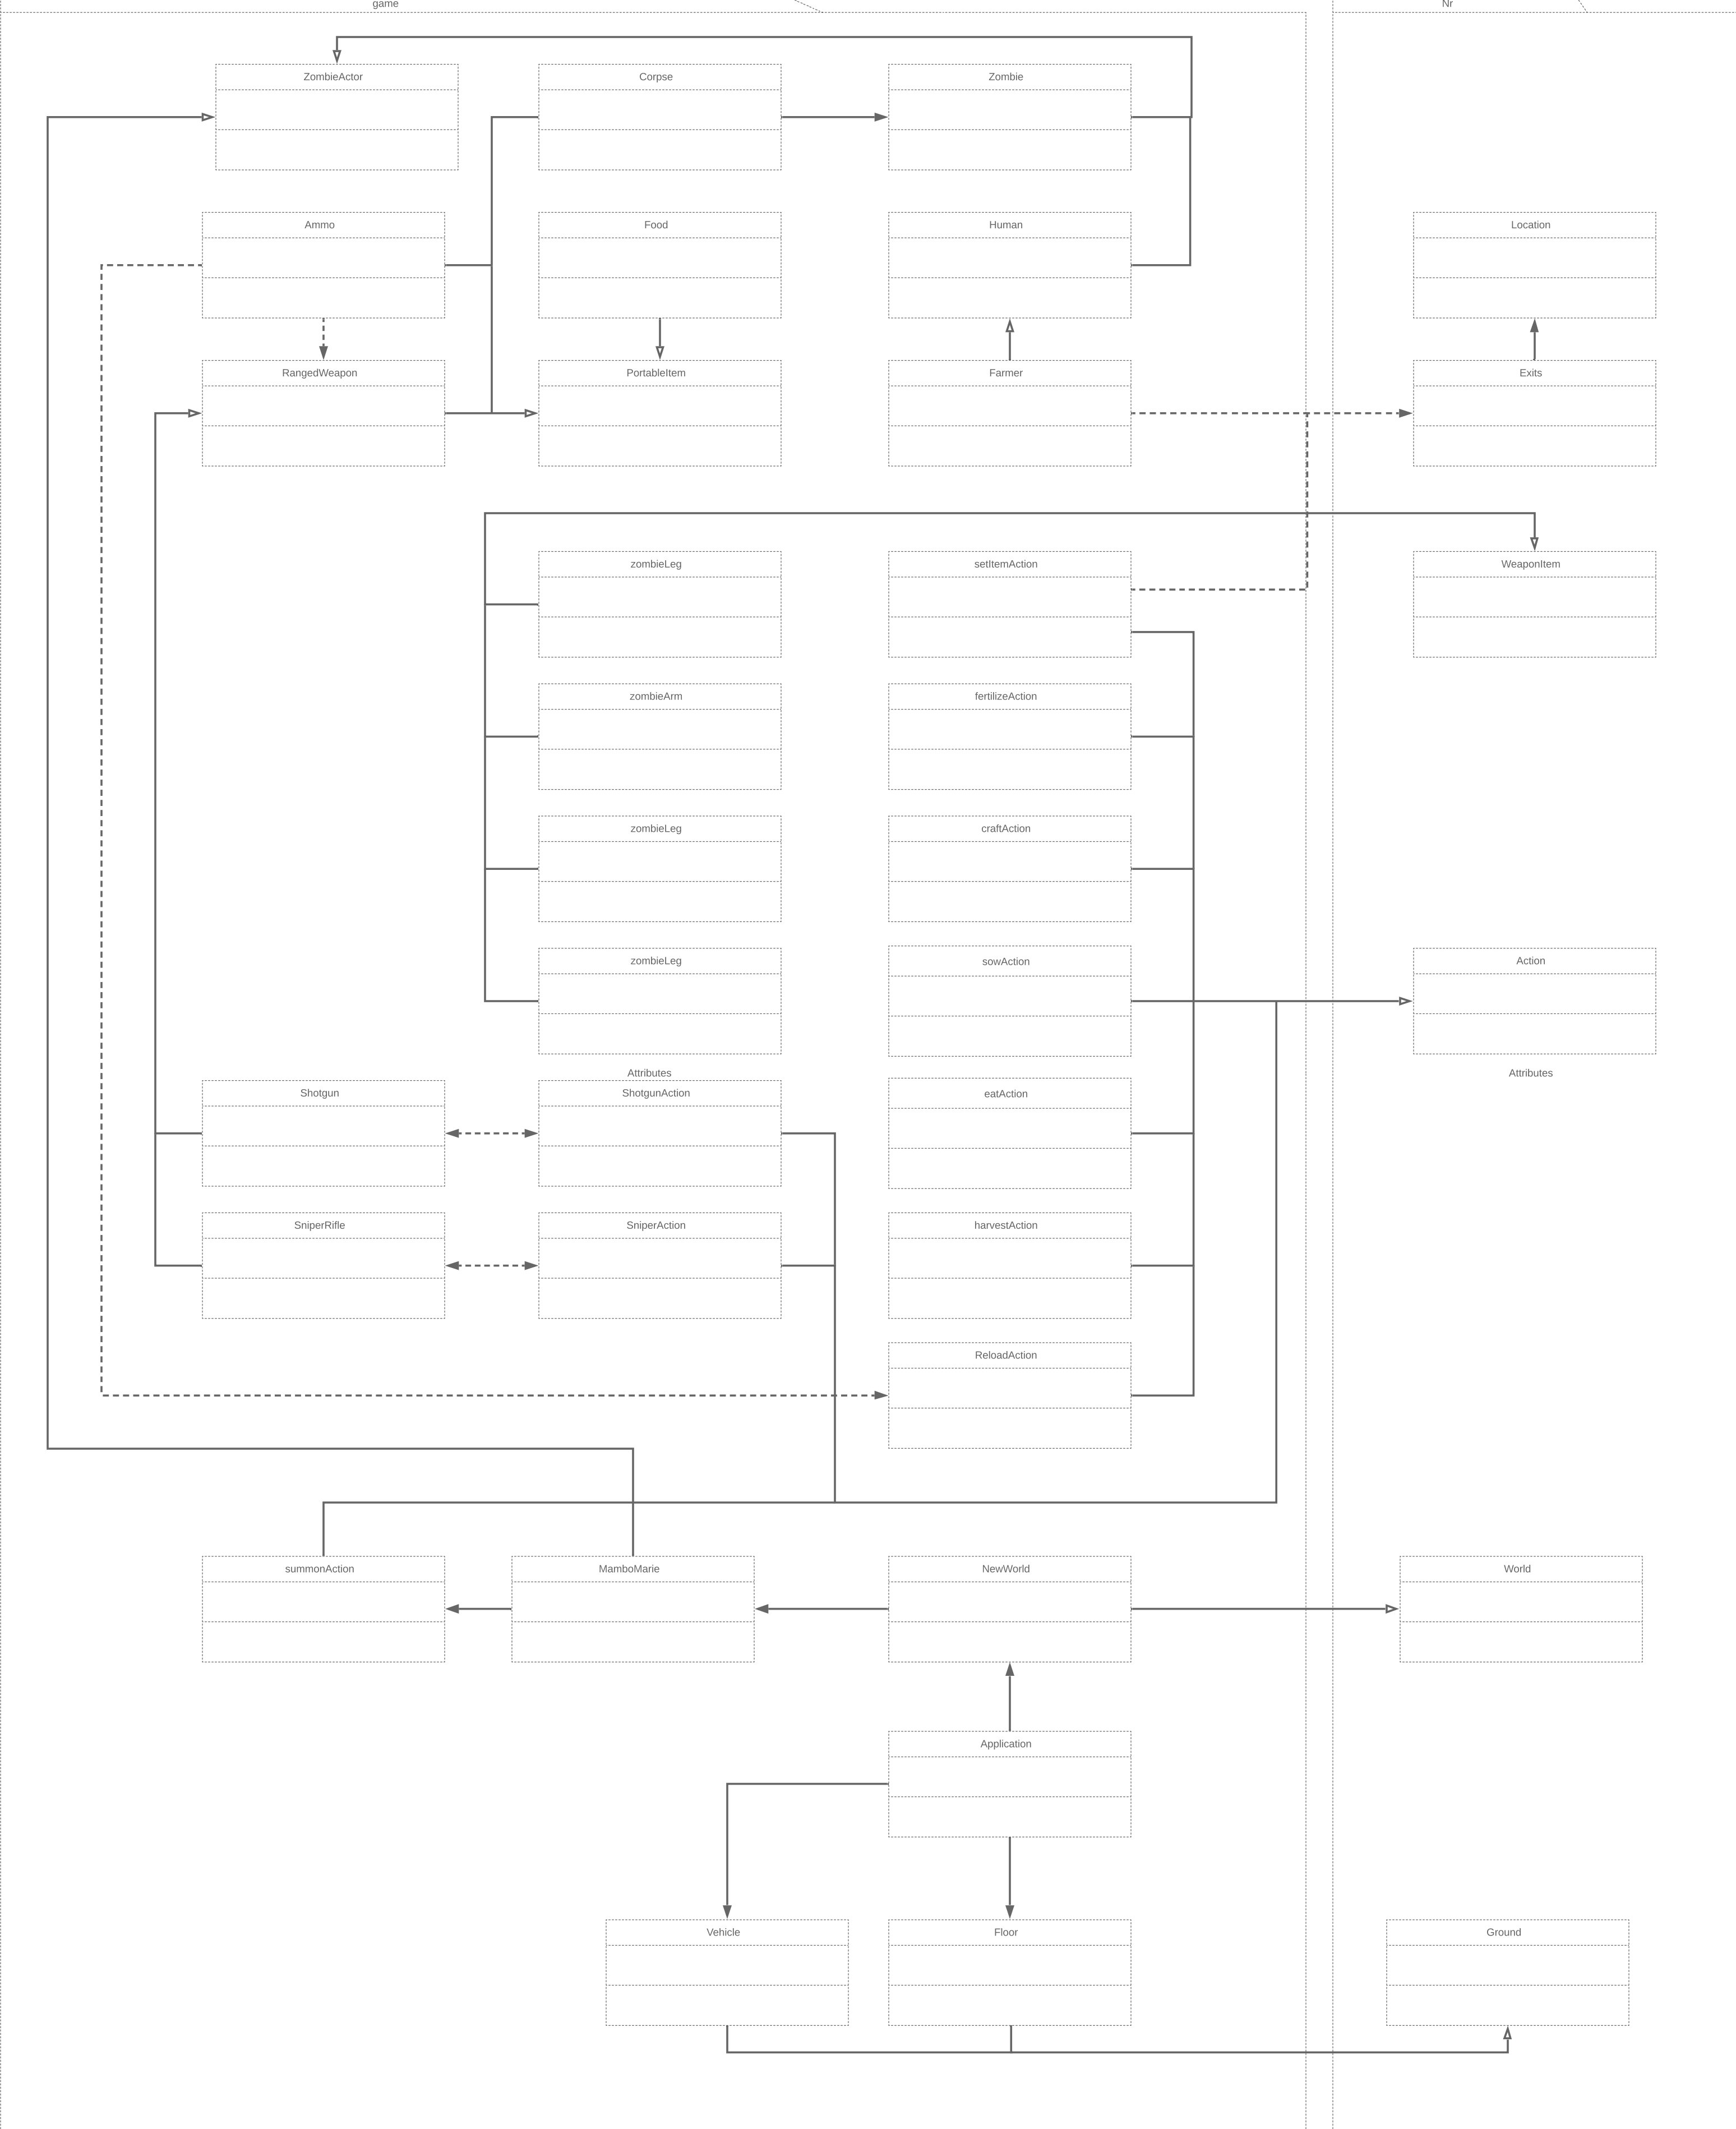 game
Nr
ZombieActor
Corpse
Zombie
Ammo
Food
Human
Location
RangedWeapon
PortableItem
Farmer
Exits
zombieLeg
setItemAction
WeaponItem
zombieArm
fertilizeAction
zombieLeg
craftAction
zombieLeg
sowAction
Action
Attributes
Attributes
Shotgun
ShotgunAction
eatAction
SniperRifle
SniperAction
harvestAction
ReloadAction
summonAction
MamboMarie
NewWorld
World
Application
Vehicle
Floor
Ground